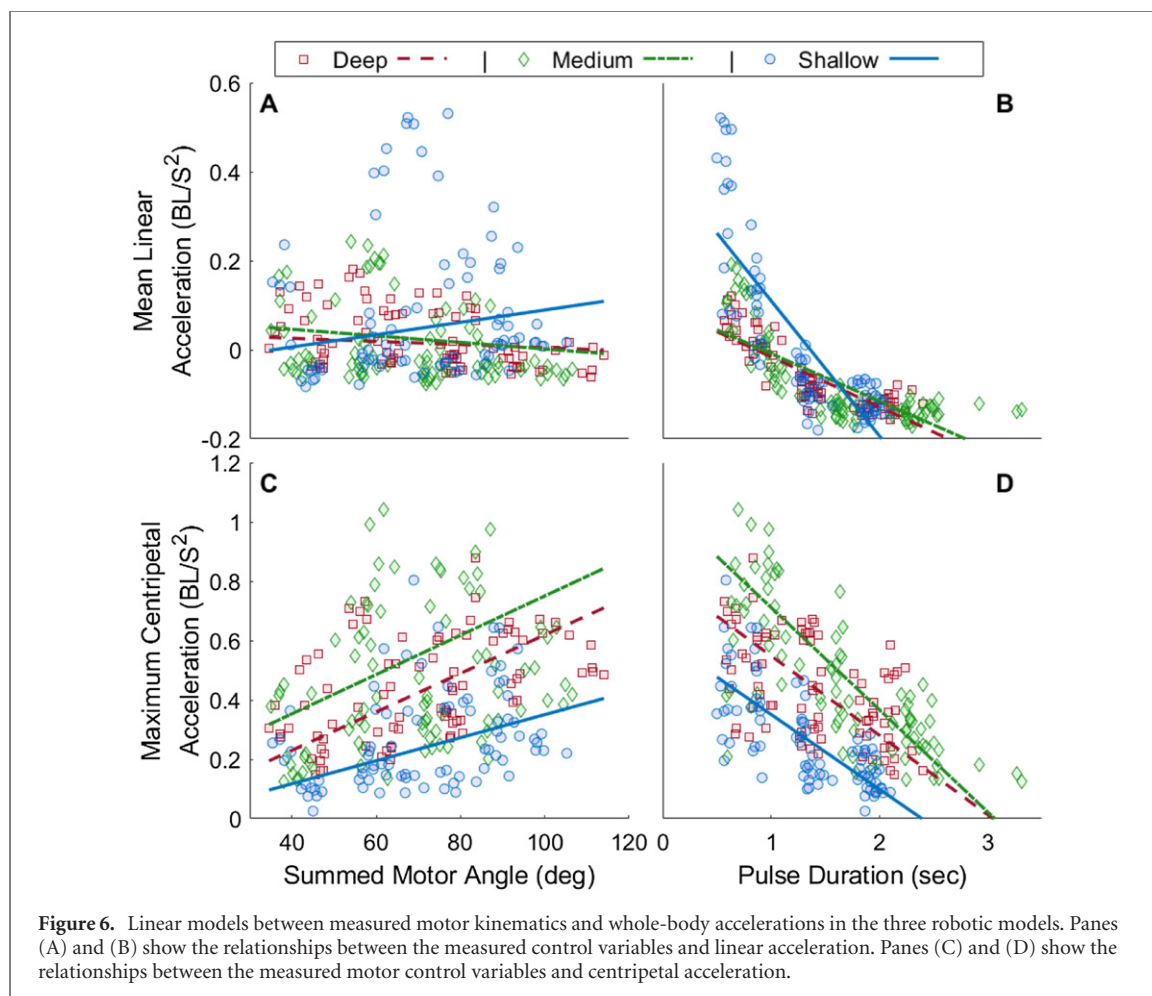 Deep | Medium | Shallow
A
B
0.6
0.4
0.2
0
-0.2
Mean Linear
Acceleration (BL/S²)
C
D
1.2
1
0.8
0.6
0.4
0.2
0
Maximum Centripetal
Acceleration (BL/S²)
40 60 80 100 120
0 1 2 3
Summed Motor Angle (deg)
Pulse Duration (sec)
Figure 6. Linear models between measured motor kinematics and whole-body accelerations in the three robotic models. Panes
(A) and (B) show the relationships between the measured control variables and linear acceleration. Panes (C) and (D) show the
relationships between the measured motor control variables and centripetal acceleration.